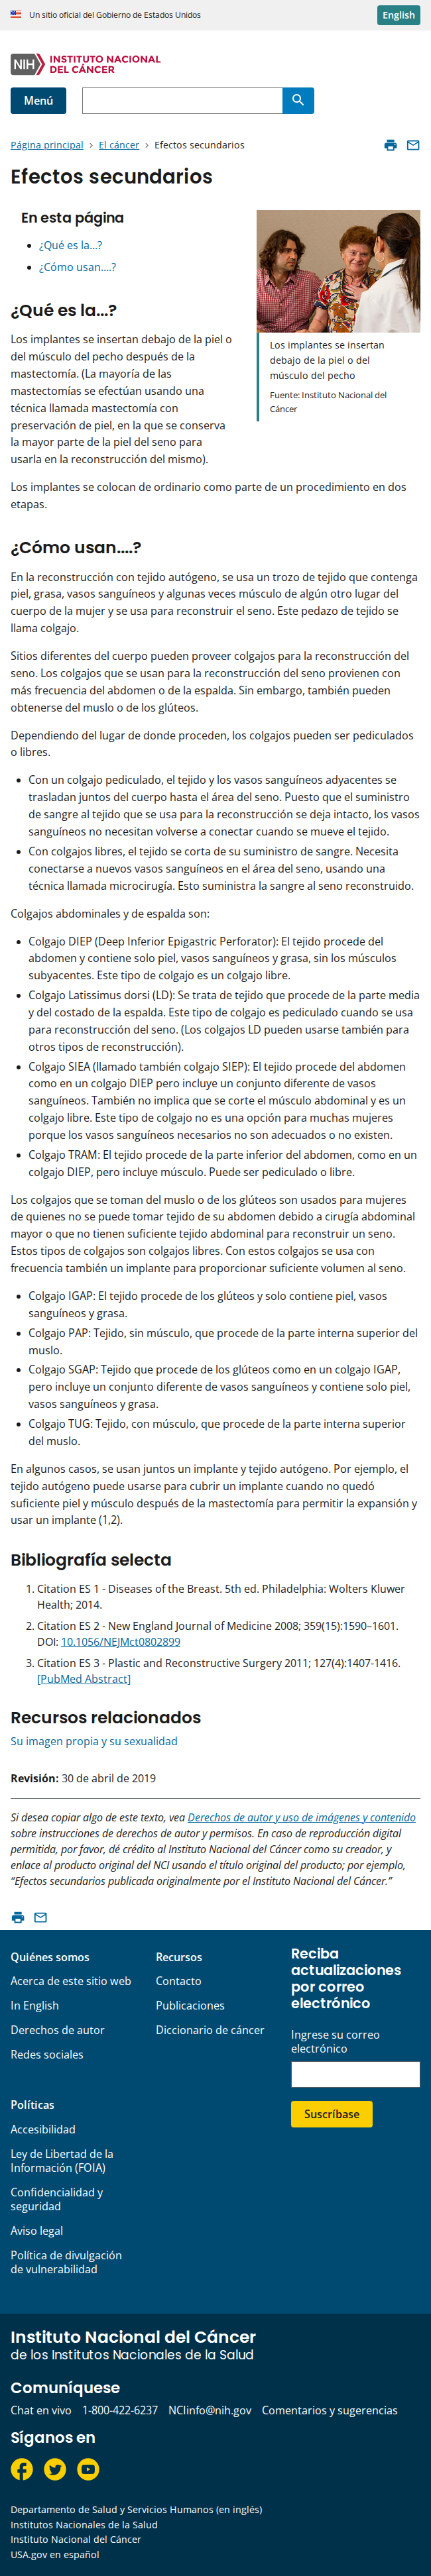 Un sitio oficial del Gobierno de Estados Unidos
English
NIH INSTITUTO NACIONAL
DEL CÁNCER
Menú
Página principal › El cáncer › Efectos secundarios
Efectos secundarios
En esta página
¿Qué es la...?
¿Cómo usan....?
Los implantes se insertan
debajo de la piel o del
músculo del pecho
Fuente: Instituto Nacional del
Cáncer
¿Qué es la...?
Los implantes se insertan debajo de la piel o
del músculo del pecho después de la
mastectomía. (La mayoría de las
mastectomías se efectúan usando una
técnica llamada mastectomía con
preservación de piel, en la que se conserva
la mayor parte de la piel del seno para
usarla en la reconstrucción del mismo).
Los implantes se colocan de ordinario como parte de un procedimiento en dos
etapas.
¿Cómo usan....?
En la reconstrucción con tejido autógeno, se usa un trozo de tejido que contenga
piel, grasa, vasos sanguíneos y algunas veces músculo de algún otro lugar del
cuerpo de la mujer y se usa para reconstruir el seno. Este pedazo de tejido se
llama colgajo.
Sitios diferentes del cuerpo pueden proveer colgajos para la reconstrucción del
seno. Los colgajos que se usan para la reconstrucción del seno provienen con
más frecuencia del abdomen o de la espalda. Sin embargo, también pueden
obtenerse del muslo o de los glúteos.
Dependiendo del lugar de donde proceden, los colgajos pueden ser pediculados
o libres.
Con un colgajo pediculado, el tejido y los vasos sanguíneos adyacentes se
trasladan juntos del cuerpo hasta el área del seno. Puesto que el suministro
de sangre al tejido que se usa para la reconstrucción se deja intacto, los vasos
sanguíneos no necesitan volverse a conectar cuando se mueve el tejido.
Con colgajos libres, el tejido se corta de su suministro de sangre. Necesita
conectarse a nuevos vasos sanguíneos en el área del seno, usando una
técnica llamada microcirugía. Esto suministra la sangre al seno reconstruido.
Colgajos abdominales y de espalda son:
Colgajo DIEP (Deep Inferior Epigastric Perforator): El tejido procede del
abdomen y contiene solo piel, vasos sanguíneos y grasa, sin los músculos
subyacentes. Este tipo de colgajo es un colgajo libre.
Colgajo Latissimus dorsi (LD): Se trata de tejido que procede de la parte media
y del costado de la espalda. Este tipo de colgajo es pediculado cuando se usa
para reconstrucción del seno. (Los colgajos LD pueden usarse también para
otros tipos de reconstrucción).
Colgajo SIEA (llamado también colgajo SIEP): El tejido procede del abdomen
como en un colgajo DIEP pero incluye un conjunto diferente de vasos
sanguíneos. También no implica que se corte el músculo abdominal y es un
colgajo libre. Este tipo de colgajo no es una opción para muchas mujeres
porque los vasos sanguíneos necesarios no son adecuados o no existen.
Colgajo TRAM: El tejido procede de la parte inferior del abdomen, como en un
colgajo DIEP, pero incluye músculo. Puede ser pediculado o libre.
Los colgajos que se toman del muslo o de los glúteos son usados para mujeres
de quienes no se puede tomar tejido de su abdomen debido a cirugía abdominal
mayor o que no tienen suficiente tejido abdominal para reconstruir un seno.
Estos tipos de colgajos son colgajos libres. Con estos colgajos se usa con
frecuencia también un implante para proporcionar suficiente volumen al seno.
Colgajo IGAP: El tejido procede de los glúteos y solo contiene piel, vasos
sanguíneos y grasa.
Colgajo PAP: Tejido, sin músculo, que procede de la parte interna superior del
muslo.
Colgajo SGAP: Tejido que procede de los glúteos como en un colgajo IGAP,
pero incluye un conjunto diferente de vasos sanguíneos y contiene solo piel,
vasos sanguíneos y grasa.
Colgajo TUG: Tejido, con músculo, que procede de la parte interna superior
del muslo.
En algunos casos, se usan juntos un implante y tejido autógeno. Por ejemplo, el
tejido autógeno puede usarse para cubrir un implante cuando no quedó
suficiente piel y músculo después de la mastectomía para permitir la expansión y
usar un implante (1,2).
Bibliografía selecta
1. Citation ES 1 - Diseases of the Breast. 5th ed. Philadelphia: Wolters Kluwer
Health; 2014.
2. Citation ES 2 - New England Journal of Medicine 2008; 359(15):1590–1601.
DOI: 10.1056/NEJMct0802899
3. Citation ES 3 - Plastic and Reconstructive Surgery 2011; 127(4):1407-1416.
[PubMed Abstract]
Recursos relacionados
Su imagen propia y su sexualidad
Revisión: 30 de abril de 2019
Si desea copiar algo de este texto, vea Derechos de autor y uso de imágenes y contenido
sobre instrucciones de derechos de autor y permisos. En caso de reproducción digital
permitida, por favor, dé crédito al Instituto Nacional del Cáncer como su creador, y
enlace al producto original del NCI usando el título original del producto; por ejemplo,
“Efectos secundarios publicada originalmente por el Instituto Nacional del Cáncer.”
Quiénes somos
Acerca de este sitio web
In English
Derechos de autor
Redes sociales
Recursos
Contacto
Publicaciones
Diccionario de cáncer
Reciba
actualizaciones
por correo
electrónico
Ingrese su correo
electrónico
Suscríbase
Políticas
Accesibilidad
Ley de Libertad de la
Información (FOIA)
Confidencialidad y
seguridad
Aviso legal
Política de divulgación
de vulnerabilidad
Instituto Nacional del Cáncer
de los Institutos Nacionales de la Salud
Comuníquese
Chat en vivo 1-800-422-6237 NCIinfo@nih.gov Comentarios y sugerencias
Síganos en
Departamento de Salud y Servicios Humanos (en inglés)
Institutos Nacionales de la Salud
Instituto Nacional del Cáncer
USA.gov en español